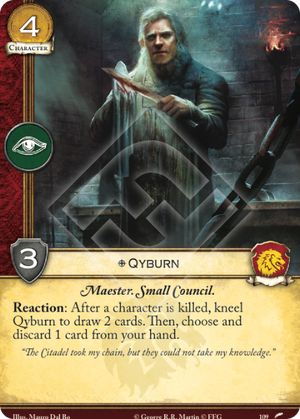 4
CHARACTER
3
QYBURN
Maester. Small Council.
Reaction: After a character is killed, kneel
Qyburn to draw 2 cards. Then, choose and
discard 1 card from your hand.
"The Citadel took my chain, but they could not take my knowledge."
Illus. Mauro Dal Bo © George R.R. Martin © FFG 109